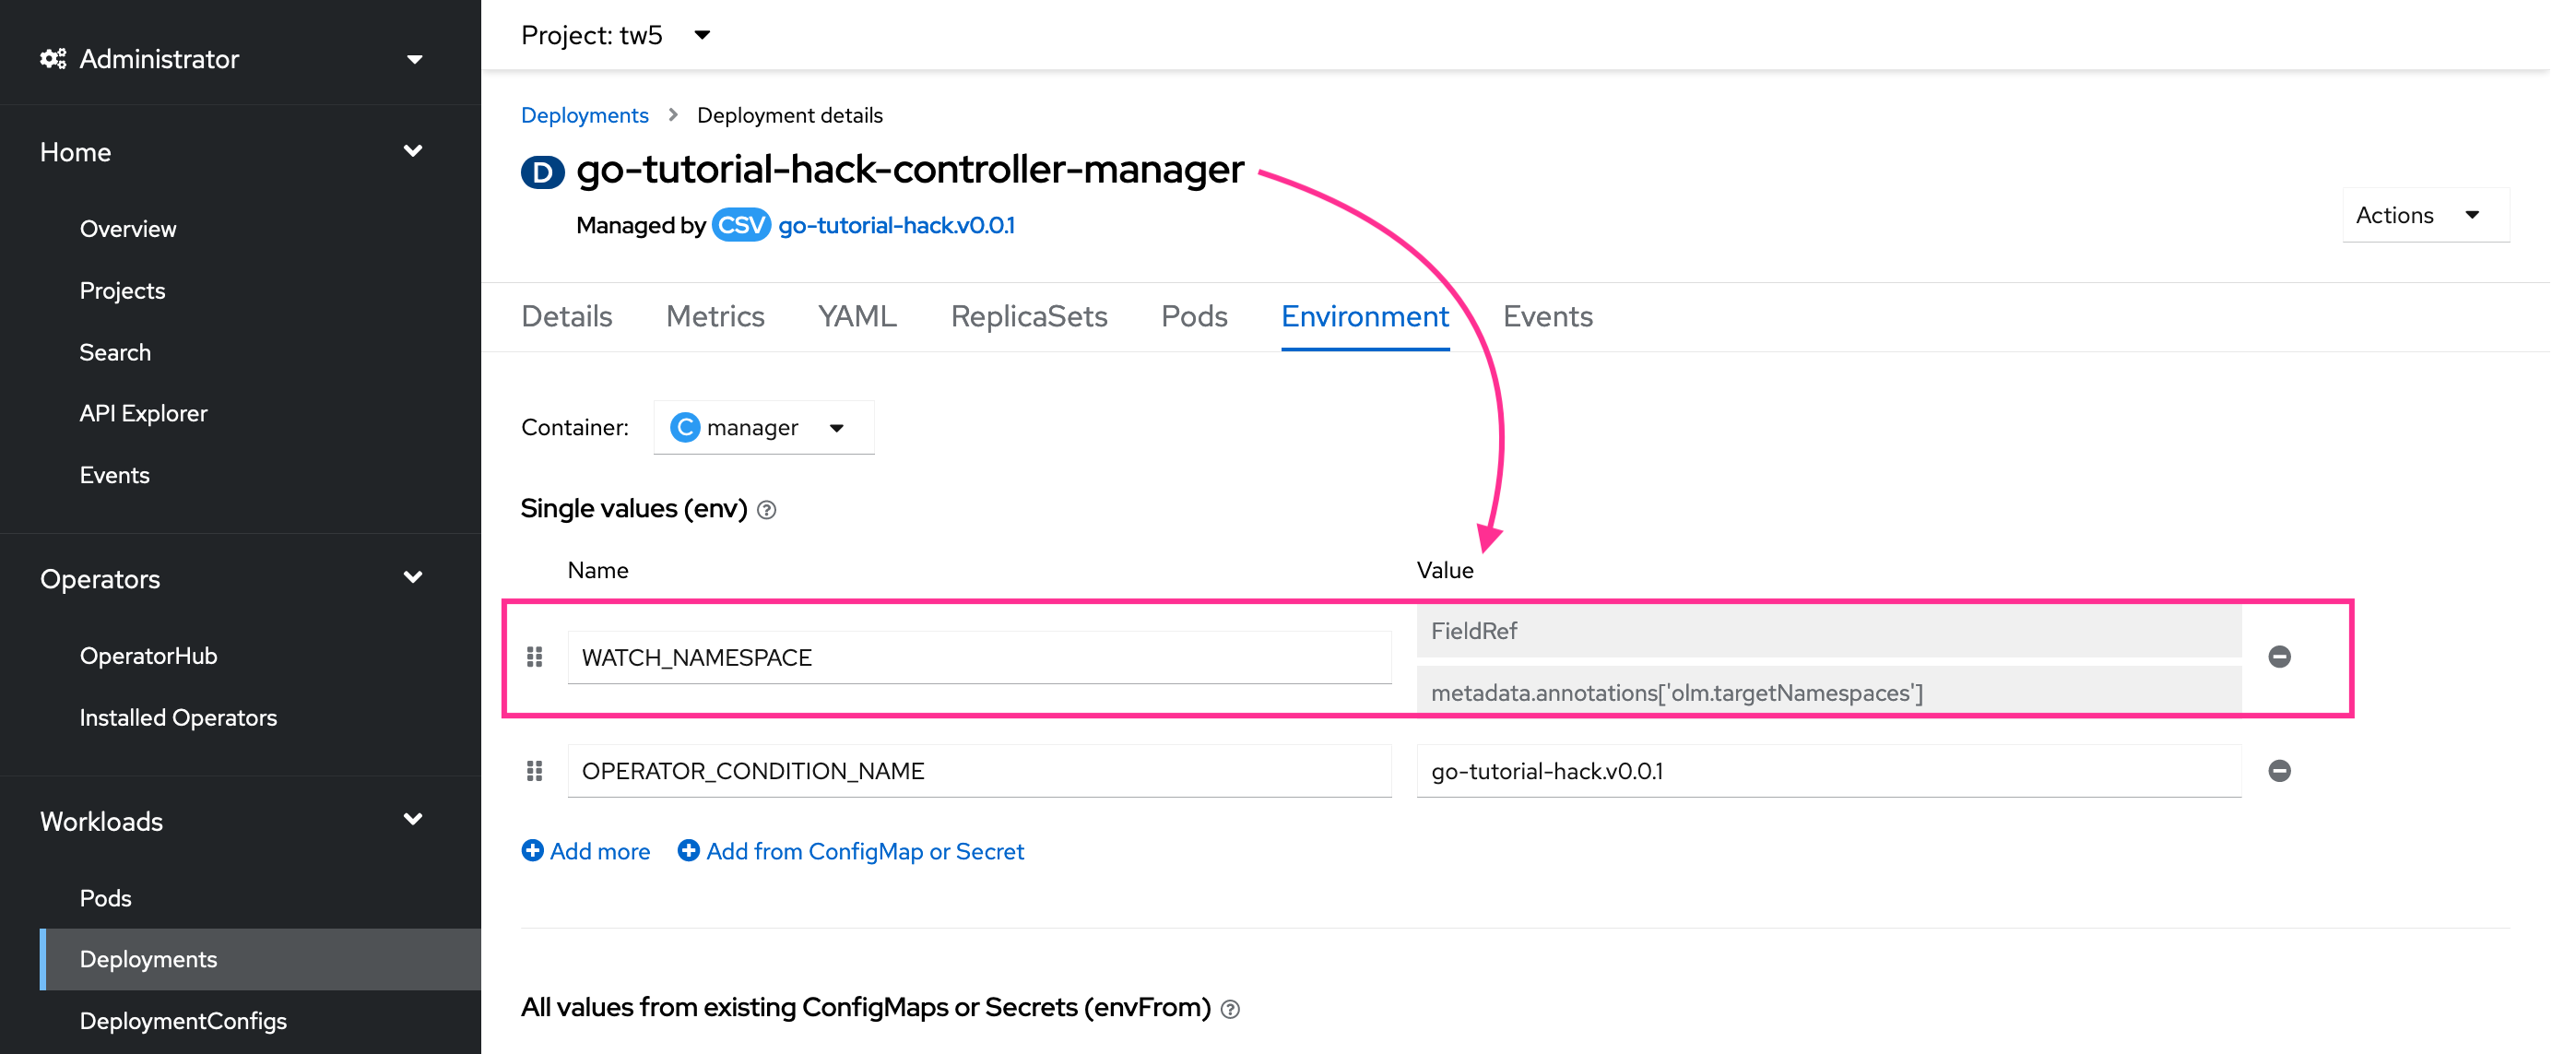 Administrator
Home
Overview
Projects
Search
API Explorer
Events
Operators
OperatorHub
Installed Operators
Workloads
Pods
Deployments
DeploymentConfigs
Project: tw5
Deployments > Deployment details
D go-tutorial-hack-controller-manager
Managed by CSV go-tutorial-hack.v0.0.1
Actions
Details Metrics YAML ReplicaSets Pods Environment Events
Container: C manager
Single values (env)
Name Value
WATCH_NAMESPACE FieldRef
metadata.annotations['olm.targetNamespaces']
OPERATOR_CONDITION_NAME go-tutorial-hack.v0.0.1
Add more Add from ConfigMap or Secret
All values from existing ConfigMaps or Secrets (envFrom)